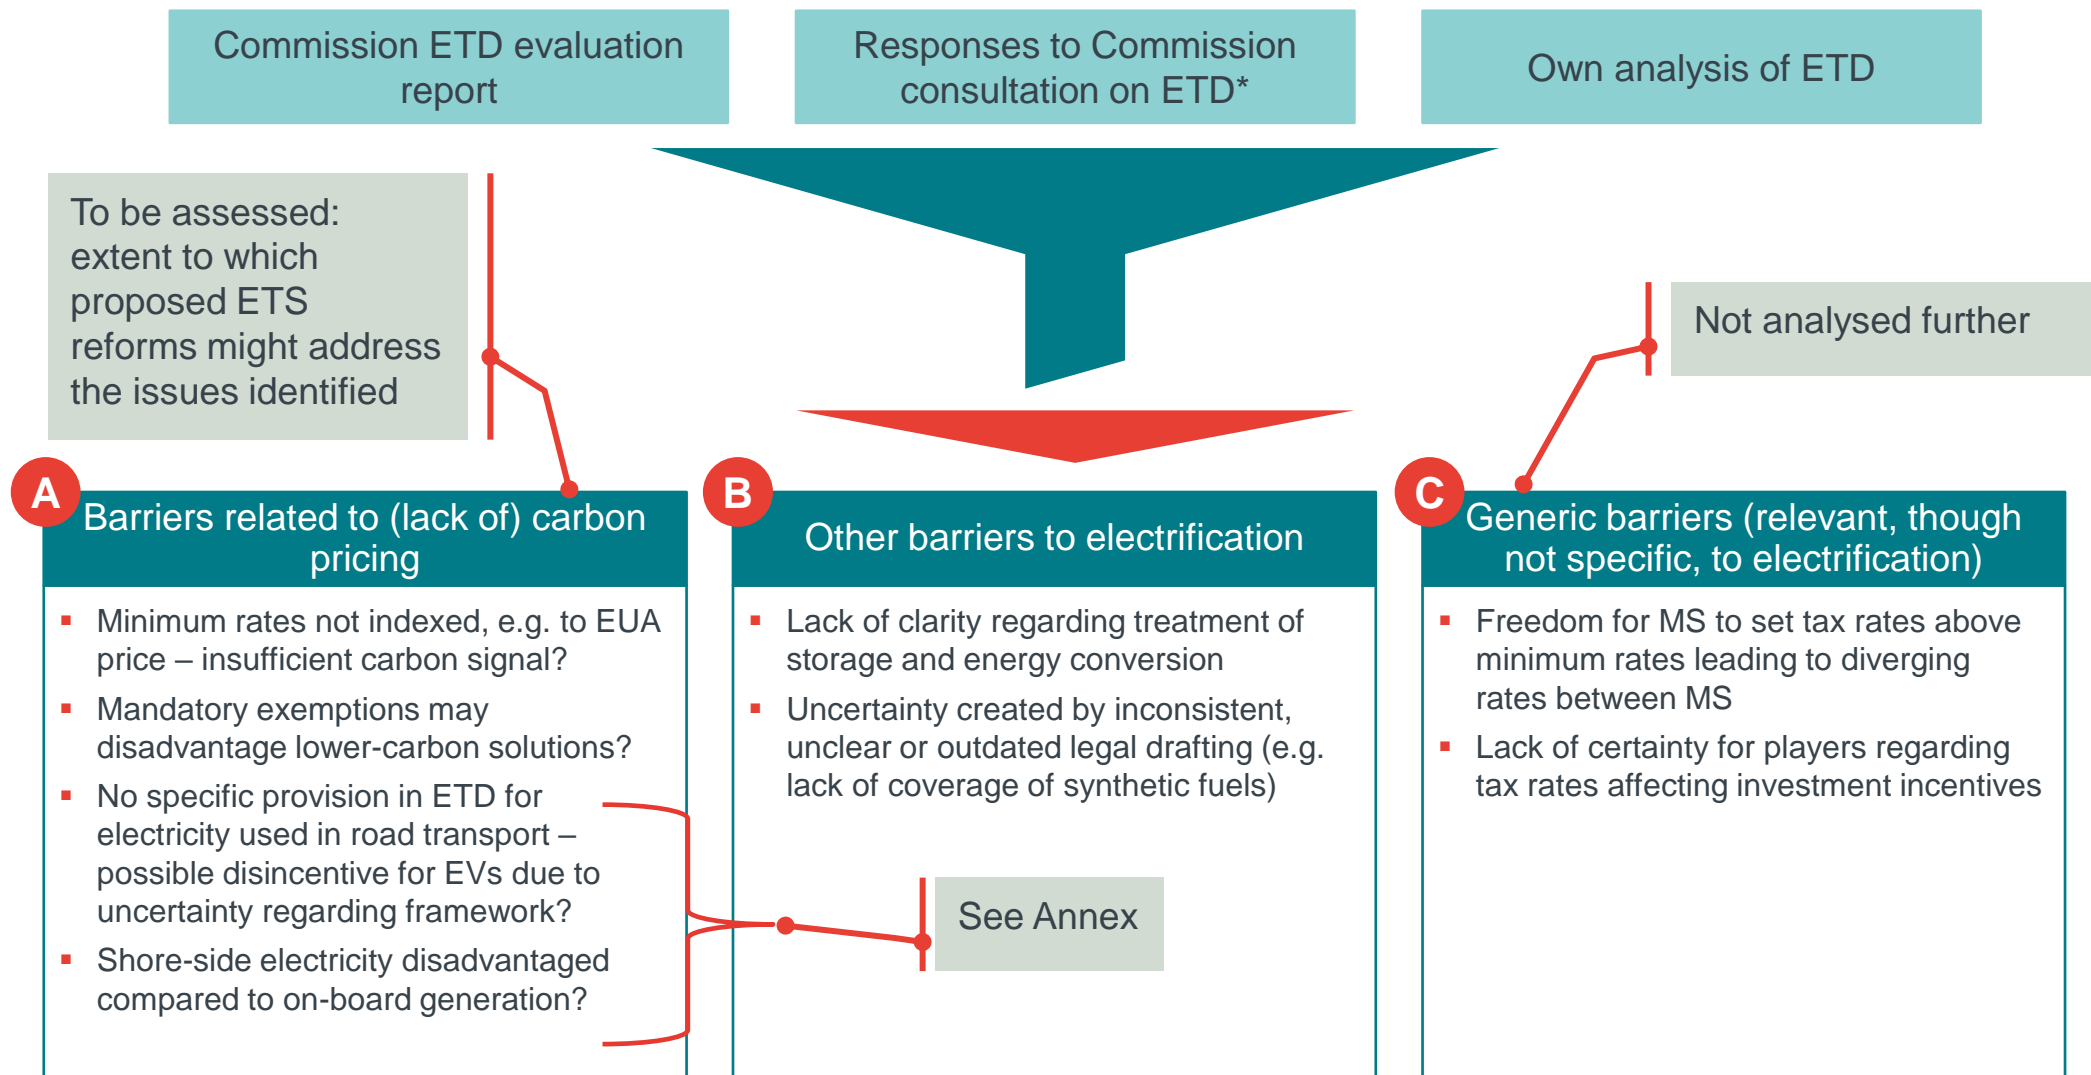 Commission ETD evaluation
report
Responses to Commission
consultation on ETD*
Own analysis of ETD
To be assessed:
extent to which
proposed ETS
reforms might address
the issues identified
Not analysed further
A
Barriers related to (lack of) carbon
pricing
▪ Minimum rates not indexed, e.g. to EUA
price – insufficient carbon signal?
▪ Mandatory exemptions may
disadvantage lower-carbon solutions?
▪ No specific provision in ETD for
electricity used in road transport –
possible disincentive for EVs due to
uncertainty regarding framework?
▪ Shore-side electricity disadvantaged
compared to on-board generation?
B
Other barriers to electrification
▪ Lack of clarity regarding treatment of
storage and energy conversion
▪ Uncertainty created by inconsistent,
unclear or outdated legal drafting (e.g.
lack of coverage of synthetic fuels)
See Annex
C
Generic barriers (relevant, though
not specific, to electrification)
▪ Freedom for MS to set tax rates above
minimum rates leading to diverging
rates between MS
▪ Lack of certainty for players regarding
tax rates affecting investment incentives